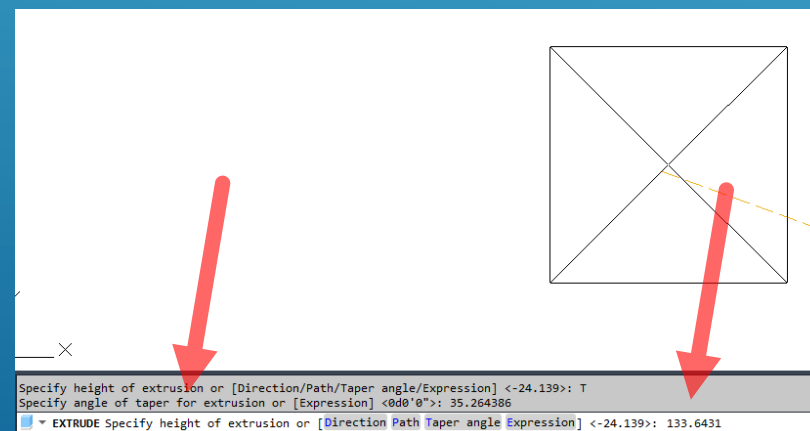 X
Specify height of extrusion or [Direction/Path/Taper angle/Expression] <-24.139>: T
Specify angle of taper for extrusion or [Expression] <0d0'0">: 35.264386
EXTRUDE Specify height of extrusion or [Direction Path Taper angle Expression] <-24.139>: 133.6431